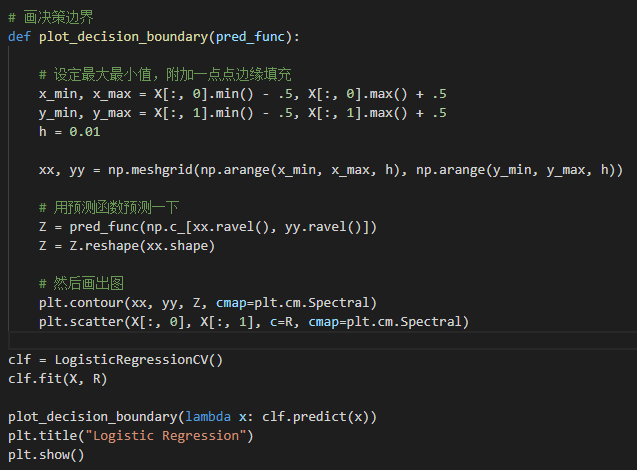 # 画决策边界
def plot_decision_boundary(pred_func):
# 设定最大最小值，附加一点点边缘填充
x_min, x_max = X[:, 0].min() - .5, X[:, 0].max() + .5
y_min, y_max = X[:, 1].min() - .5, X[:, 1].max() + .5
h = 0.01
xx, yy = np.meshgrid(np.arange(x_min, x_max, h), np.arange(y_min, y_max, h))
# 用预测函数预测一下
Z = pred_func(np.c_[xx.ravel(), yy.ravel()])
Z = Z.reshape(xx.shape)
# 然后画出图
plt.contour(xx, yy, Z, cmap=plt.cm.Spectral)
plt.scatter(X[:, 0], X[:, 1], c=R, cmap=plt.cm.Spectral)
clf = LogisticRegressionCV()
clf.fit(X, R)
plot_decision_boundary(lambda x: clf.predict(x))
plt.title("Logistic Regression")
plt.show()